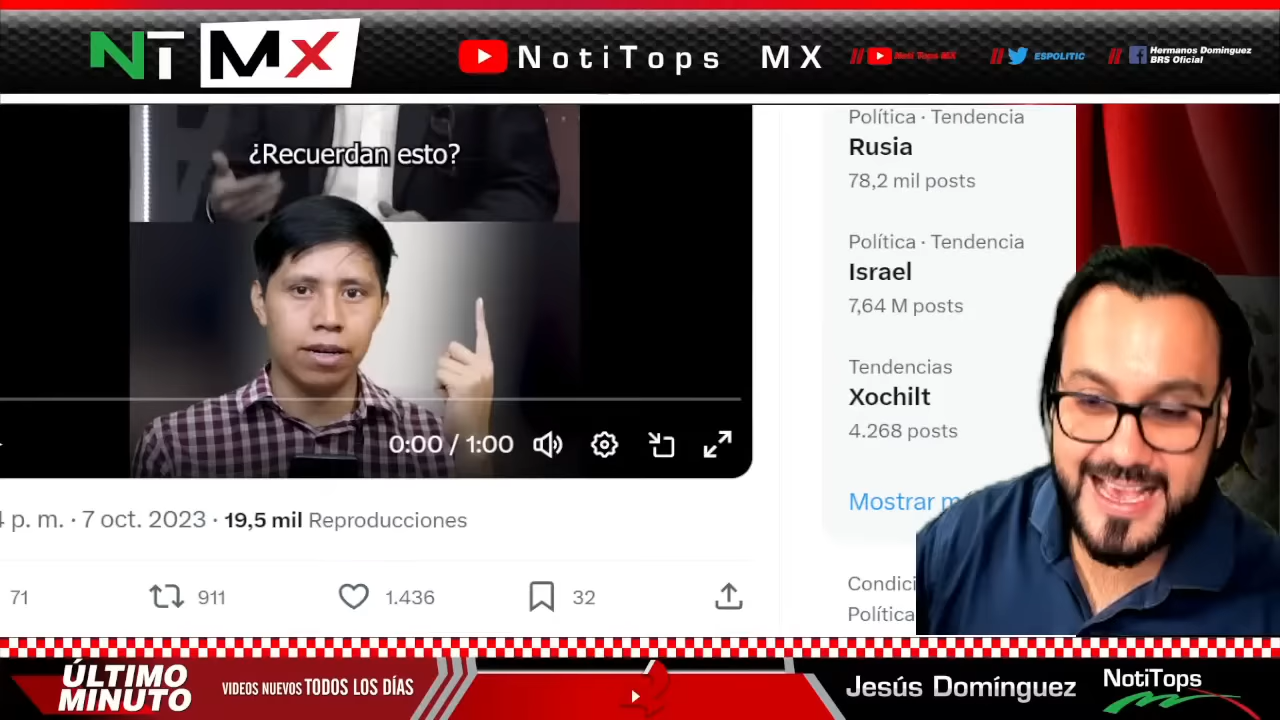 NT MX
NotiTops MX
Noti Tops MX
ESPOLITIC
Hermanos Dominguez
BRS Oficial
¿Recuerdan esto?
0:00 / 1:00
p. m. · 7 oct. 2023 · 19,5 mil Reproducciones
71
911
1.436
32
Política · Tendencia
Rusia
78,2 mil posts
Política · Tendencia
Israel
7,64 M posts
Tendencias
Xochilt
4.268 posts
Mostrar m
Condici
Política
ÚLTIMO
MINUTO
VIDEOS NUEVOS TODOS LOS DÍAS
Jesús Domínguez
NotiTops